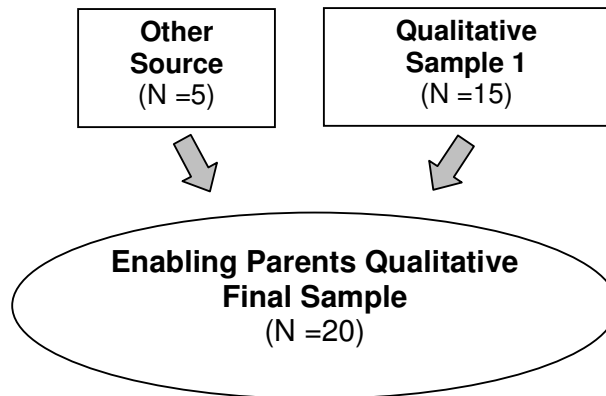 Other
Source
(N =5)
Qualitative
Sample 1
(N =15)
Enabling Parents Qualitative
Final Sample
(N =20)